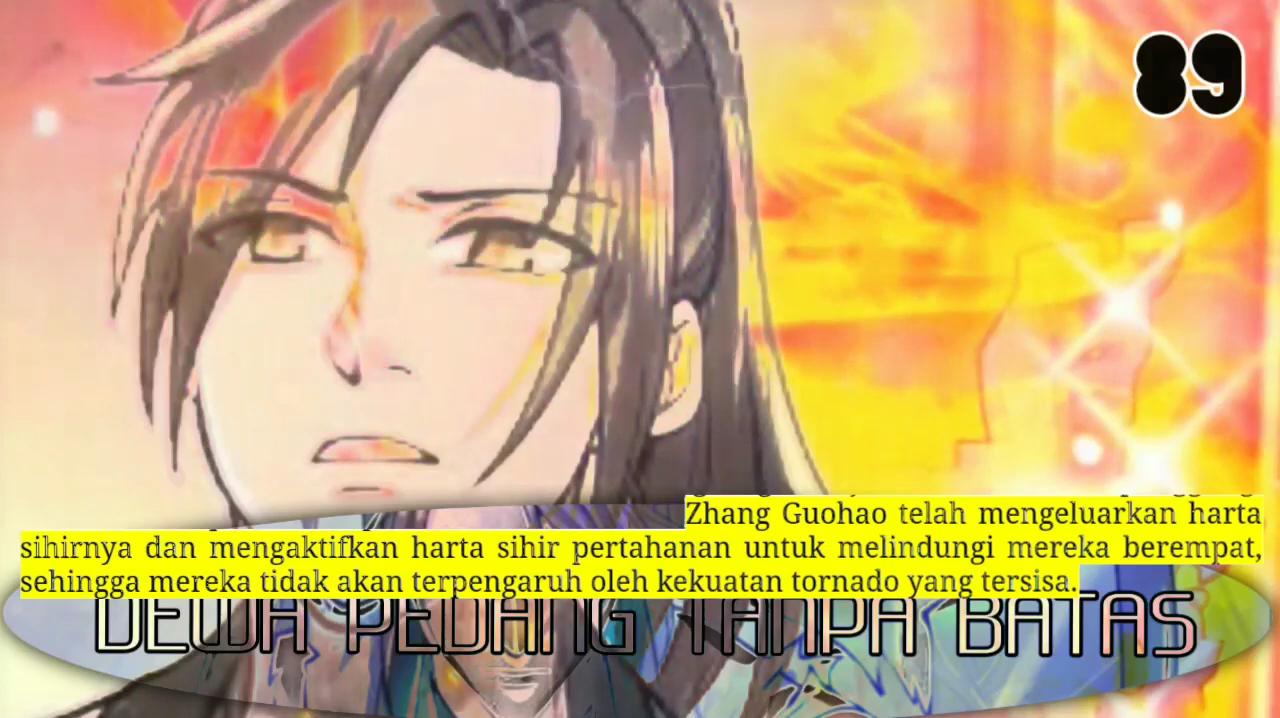 89
Zhang Guohao telah mengeluarkan harta
sihirnya dan mengaktifkan harta sihir pertahanan untuk melindungi mereka berempat,
sehingga mereka tidak akan terpengaruh oleh kekuatan tornado yang tersisa.
DEWA PEDANG TANPA BATAS